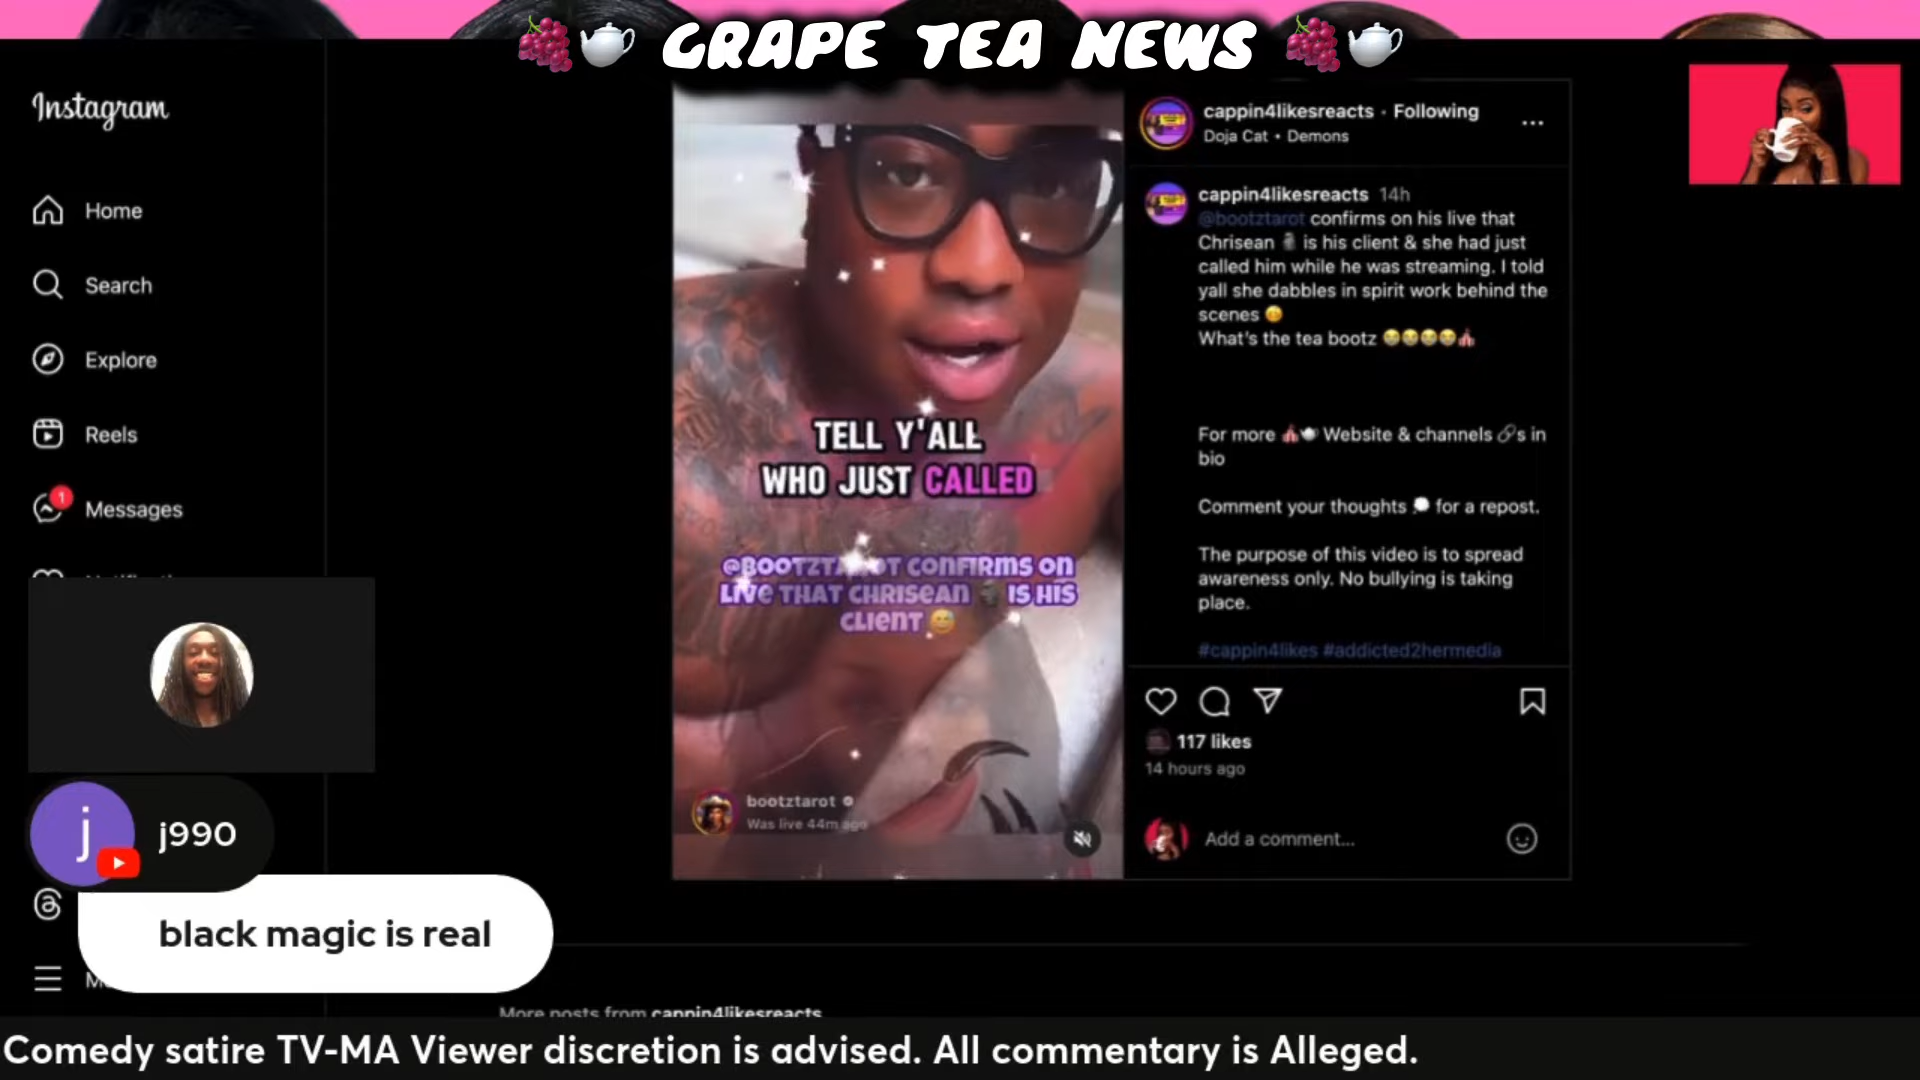 GRAPE TEA NEWS
Instagram
Home
Search
Explore
Reels
1
Messages
cappin4likesreacts • Following
Doja Cat • Demons
cappin4likesreacts 14h
@bootztarot confirms on his live that
Chrisean is his client & she had just
called him while he was streaming. I told
yall she dabbles in spirit work behind the
scenes
What's the tea bootz
For more Website & channels s in
bio
Comment your thoughts for a repost.
The purpose of this video is to spread
awareness only. No bullying is taking
place.
#cappin4likes #addicted2hermedia
117 likes
14 hours ago
Add a comment...
TELL Y'ALL
WHO JUST CALLED
@BOOTZTAROT CONFIRMS ON
LIVE THAT CHRISEAN IS HIS
CLIENT
bootztarot
Was live 44m ago
j
j990
black magic is real
More posts from cappin4likesreacts
Comedy satire TV-MA Viewer discretion is advised. All commentary is Alleged.